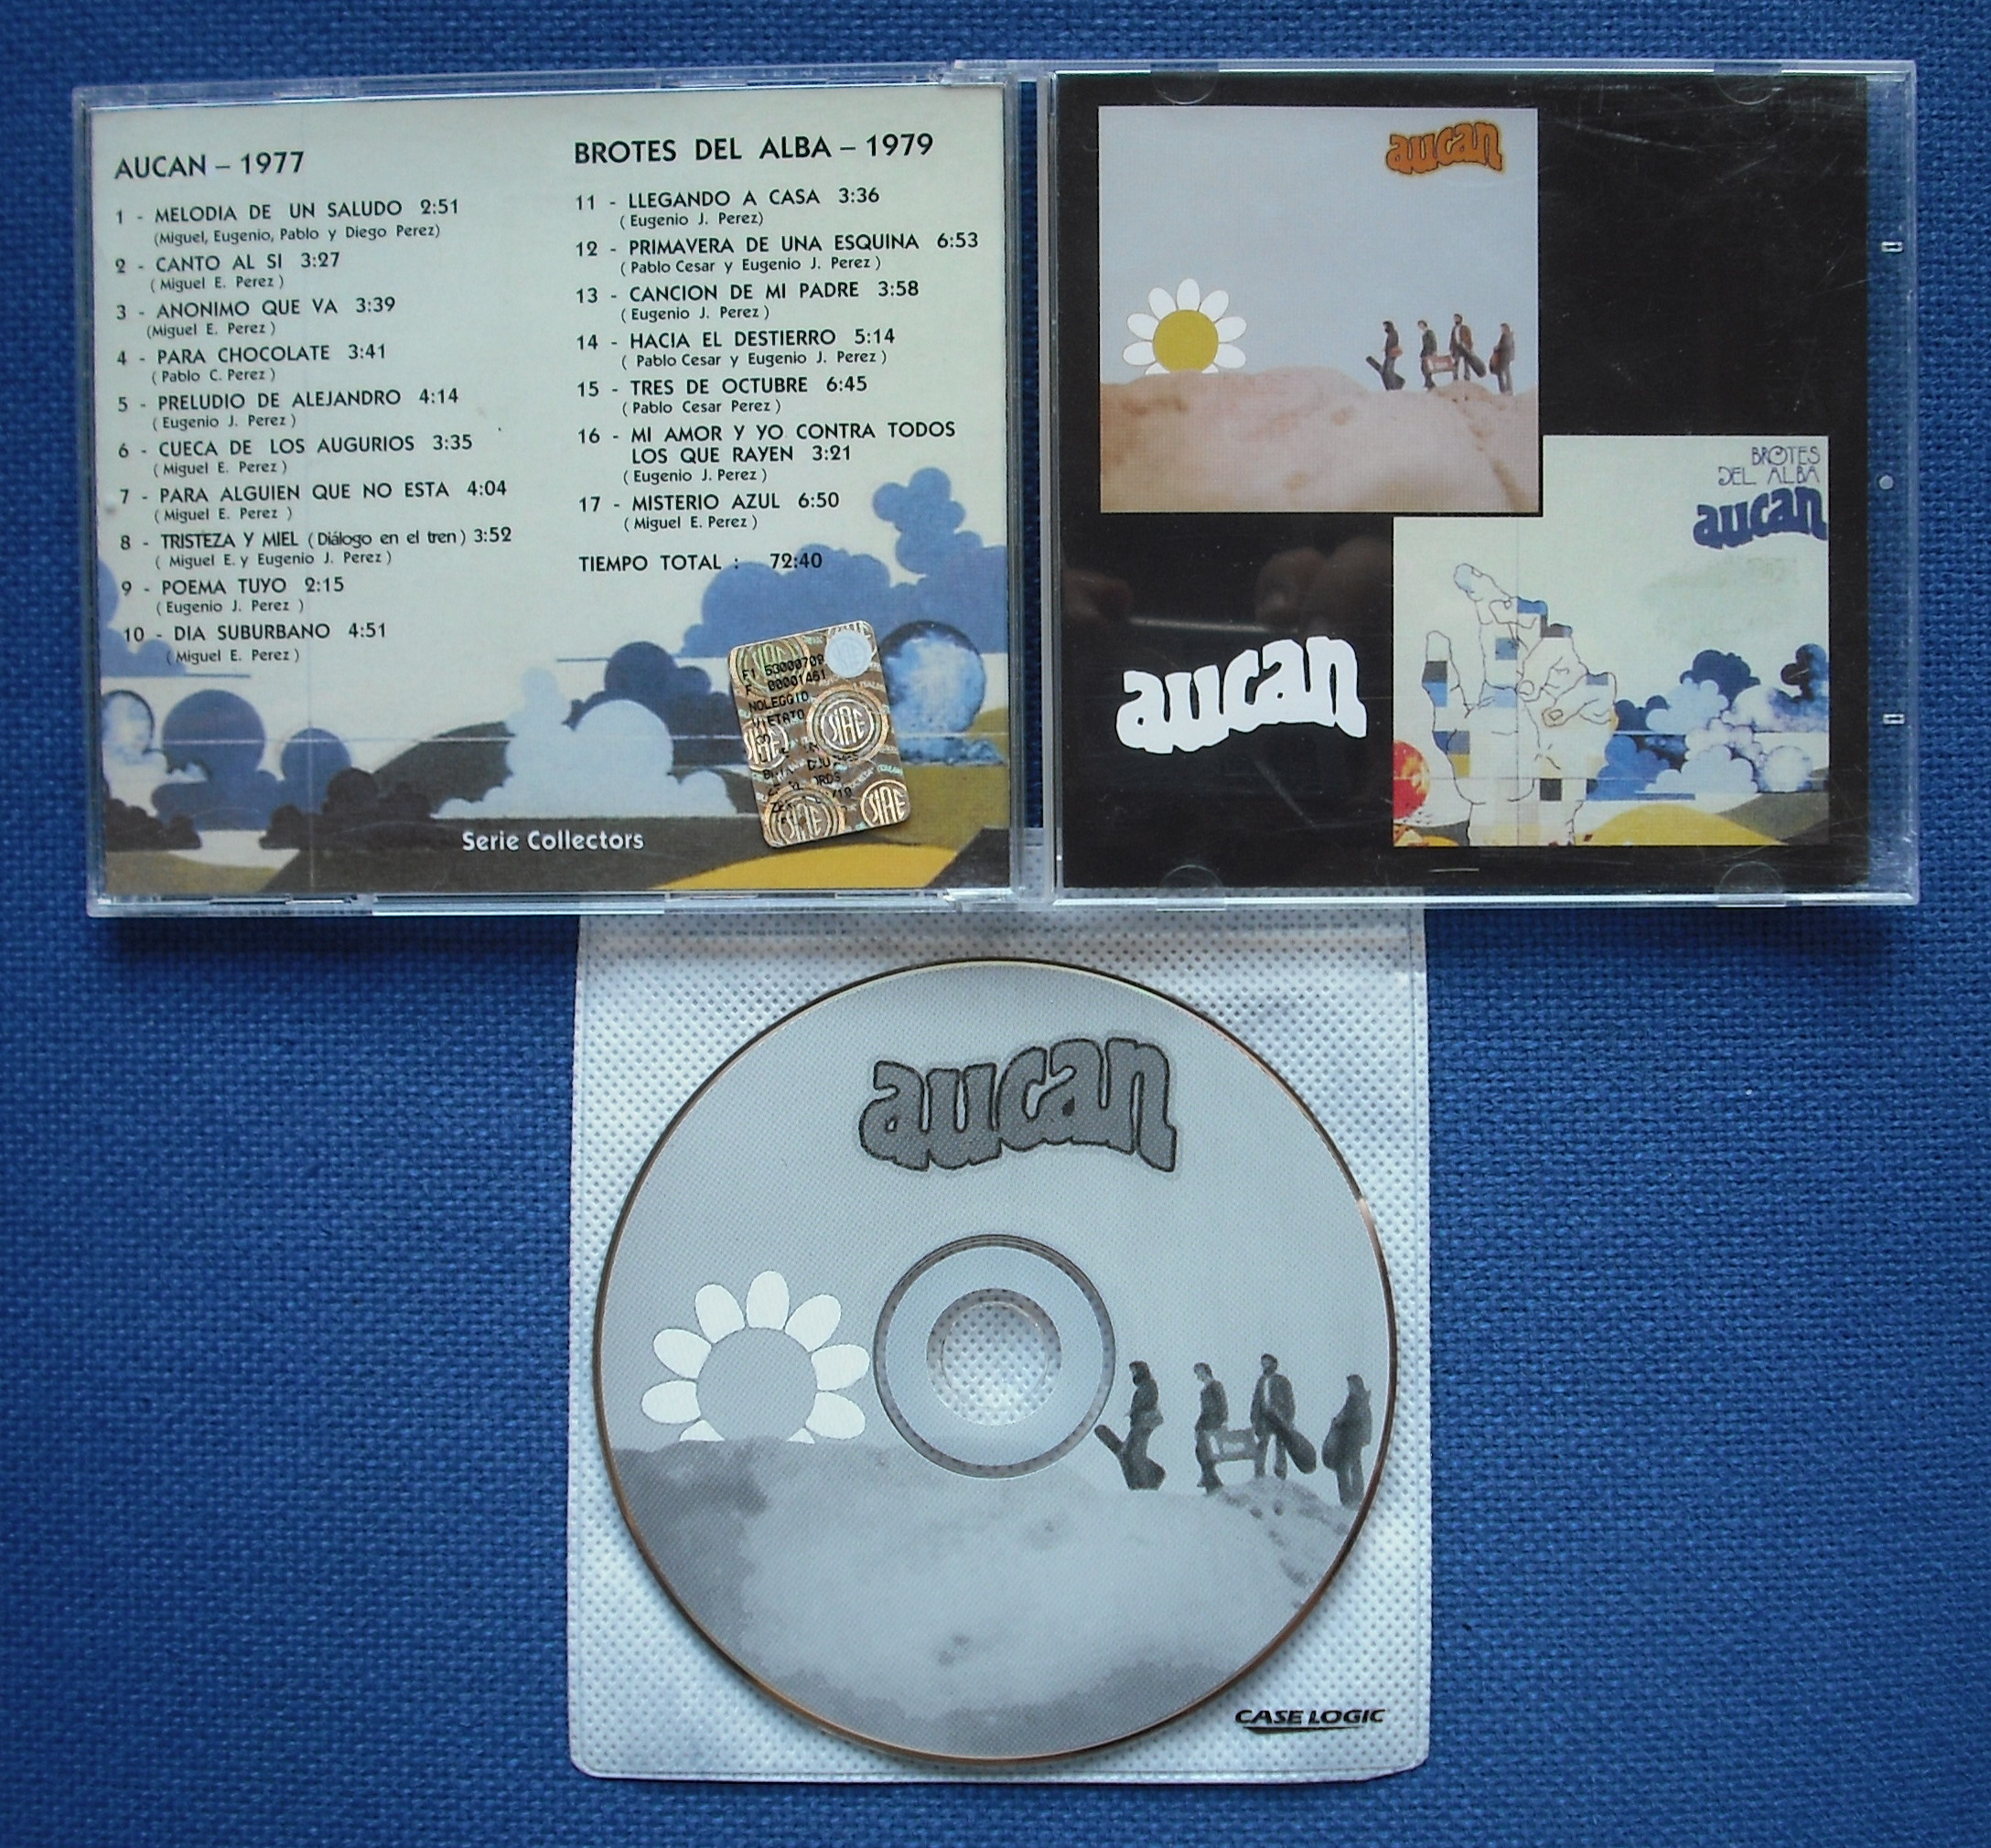 AUCAN – 1977
1 - MELODIA DE UN SALUDO 2:51
(Miguel, Eugenio, Pablo y Diego Perez)
2 - CANTO AL SI 3:27
( Miguel E. Perez )
3 - ANONIMO QUE VA 3:39
(Miguel E. Perez )
4 - PARA CHOCOLATE 3:41
( Pablo C. Perez )
5 - PRELUDIO DE ALEJANDRO 4:14
( Eugenio J. Perez )
6 - CUECA DE LOS AUGURIOS 3:35
( Miguel E. Perez )
7 - PARA ALGUIEN QUE NO ESTA 4:04
( Miguel E. Perez )
8 - TRISTEZA Y MIEL ( Diálogo en el tren ) 3:52
( Miguel E. y Eugenio J. Perez )
9 - POEMA TUYO 2:15
( Eugenio J. Perez )
10 - DIA SUBURBANO 4:51
( Miguel E. Perez )
BROTES DEL ALBA – 1979
11 - LLEGANDO A CASA 3:36
( Eugenio J. Perez)
12 - PRIMAVERA DE UNA ESQUINA 6:53
( Pablo Cesar y Eugenio J. Perez )
13 - CANCION DE MI PADRE 3:58
( Eugenio J. Perez )
14 - HACIA EL DESTIERRO 5:14
( Pablo Cesar y Eugenio J. Perez )
15 - TRES DE OCTUBRE 6:45
( Pablo Cesar Perez )
16 - MI AMOR Y YO CONTRA TODOS
LOS QUE RAYEN 3:21
( Eugenio J. Perez )
17 - MISTERIO AZUL 6:50
( Miguel E. Perez )
TIEMPO TOTAL : 72:40
NOLEGGIO
VIETATO
SIAE
SIAE
Serie Collectors
aucan
BROTES
DEL ALBA
aucan
aucan
aucan
CASE LOGIC